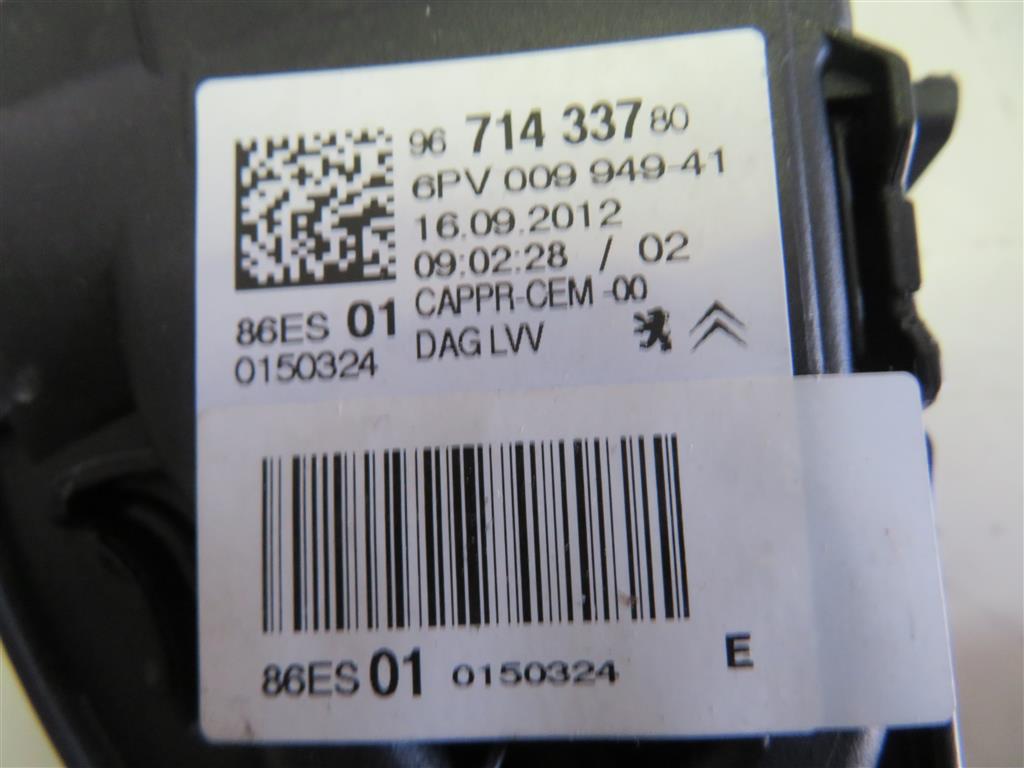 96 714 337 80
6PV 009 949-41
16.09.2012
09:02:28 / 02
CAPPR-CEM -00
DAG LVV
86ES 01
0150324
86ES 01 0150324 E